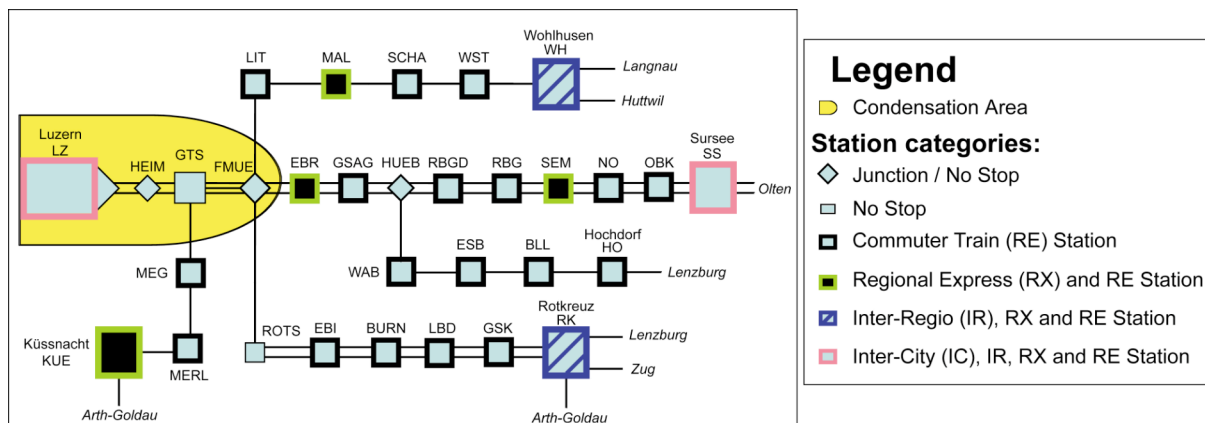 LIT
MAL
SCHA
WST
Wohlhusen
WH
Langnau
Huttwil
Luzern
LZ
HEIM
GTS
FMUE
EBR
GSAG
HUEB
RBGD
RBG
SEM
NO
OBK
Sursee
SS
Olten
MEG
WAB
ESB
BLL
Hochdorf
HO
Lenzburg
Küssnacht
KUE
MERL
Arth-Goldau
ROTS
EBI
BURN
LBD
GSK
Rotkreuz
RK
Lenzburg
Zug
Arth-Goldau
Legend
Condensation Area
Station categories:
Junction / No Stop
No Stop
Commuter Train (RE) Station
Regional Express (RX) and RE Station
Inter-Regio (IR), RX and RE Station
Inter-City (IC), IR, RX and RE Station